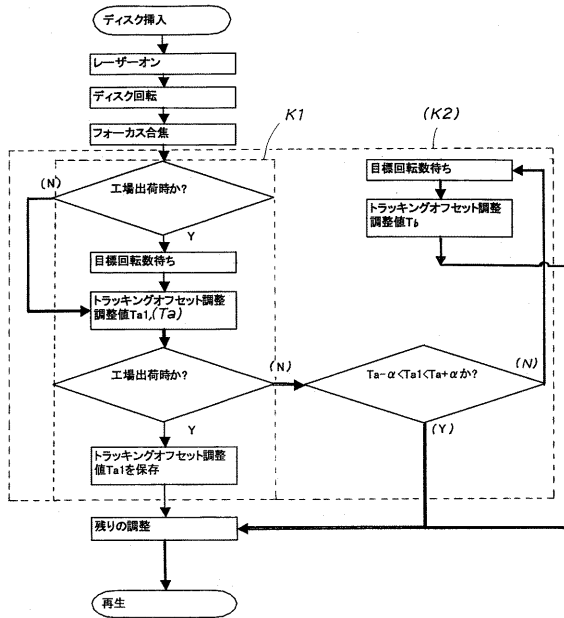 ディスク挿入
レーザーオン
ディスク回転
フォーカス合焦
K1
(K2)
工場出荷時か?
(N)
Y
目標回転数待ち
トラッキングオフセット調整
調整値Ta1,(Ta)
工場出荷時か?
(N)
Y
トラッキングオフセット調整
値Ta1を保存
目標回転数待ち
トラッキングオフセット調整
調整値Tb
Ta-α<Ta1<Ta+αか?
(N)
(Y)
残りの調整
再生